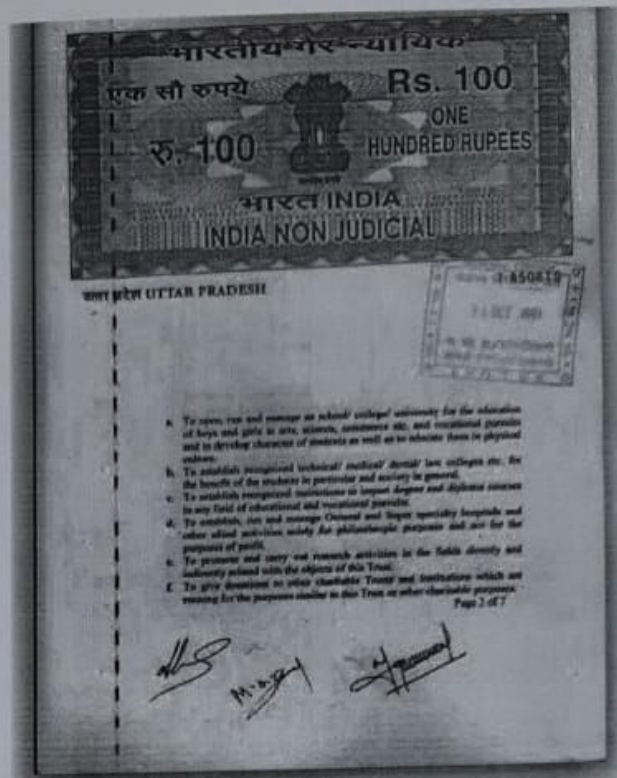 भारतीय गैर न्यायिक
एक सौ रुपये
Rs. 100
रु. 100
ONE
HUNDRED RUPEES
भारत INDIA
INDIA NON JUDICIAL
उत्तर प्रदेश UTTAR PRADESH
a. To open, run and manage as school/ college/ university for the education
of boys and girls in arts, science, commerce etc. and vocational pursuits
and to develop character of students as well as to educate them in physical
culture.
b. To establish recognized technical/ medical/ dental/ law colleges etc. for
the benefit of the students in particular and society in general.
c. To establish recognized institutions to impart degree and diploma courses
in any field of educational and vocational pursuits.
d. To establish, run and manage General and Super specialty hospitals and
other allied activities solely for philanthropic purposes and not for the
purposes of profit.
e. To promote and carry out research activities in the fields directly and
indirectly related with the objects of this Trust.
f. To give donations to other charitable Trusts and Institutions which are
running for the purposes similar to this Trust or other charitable purposes.
Page 2 of 7